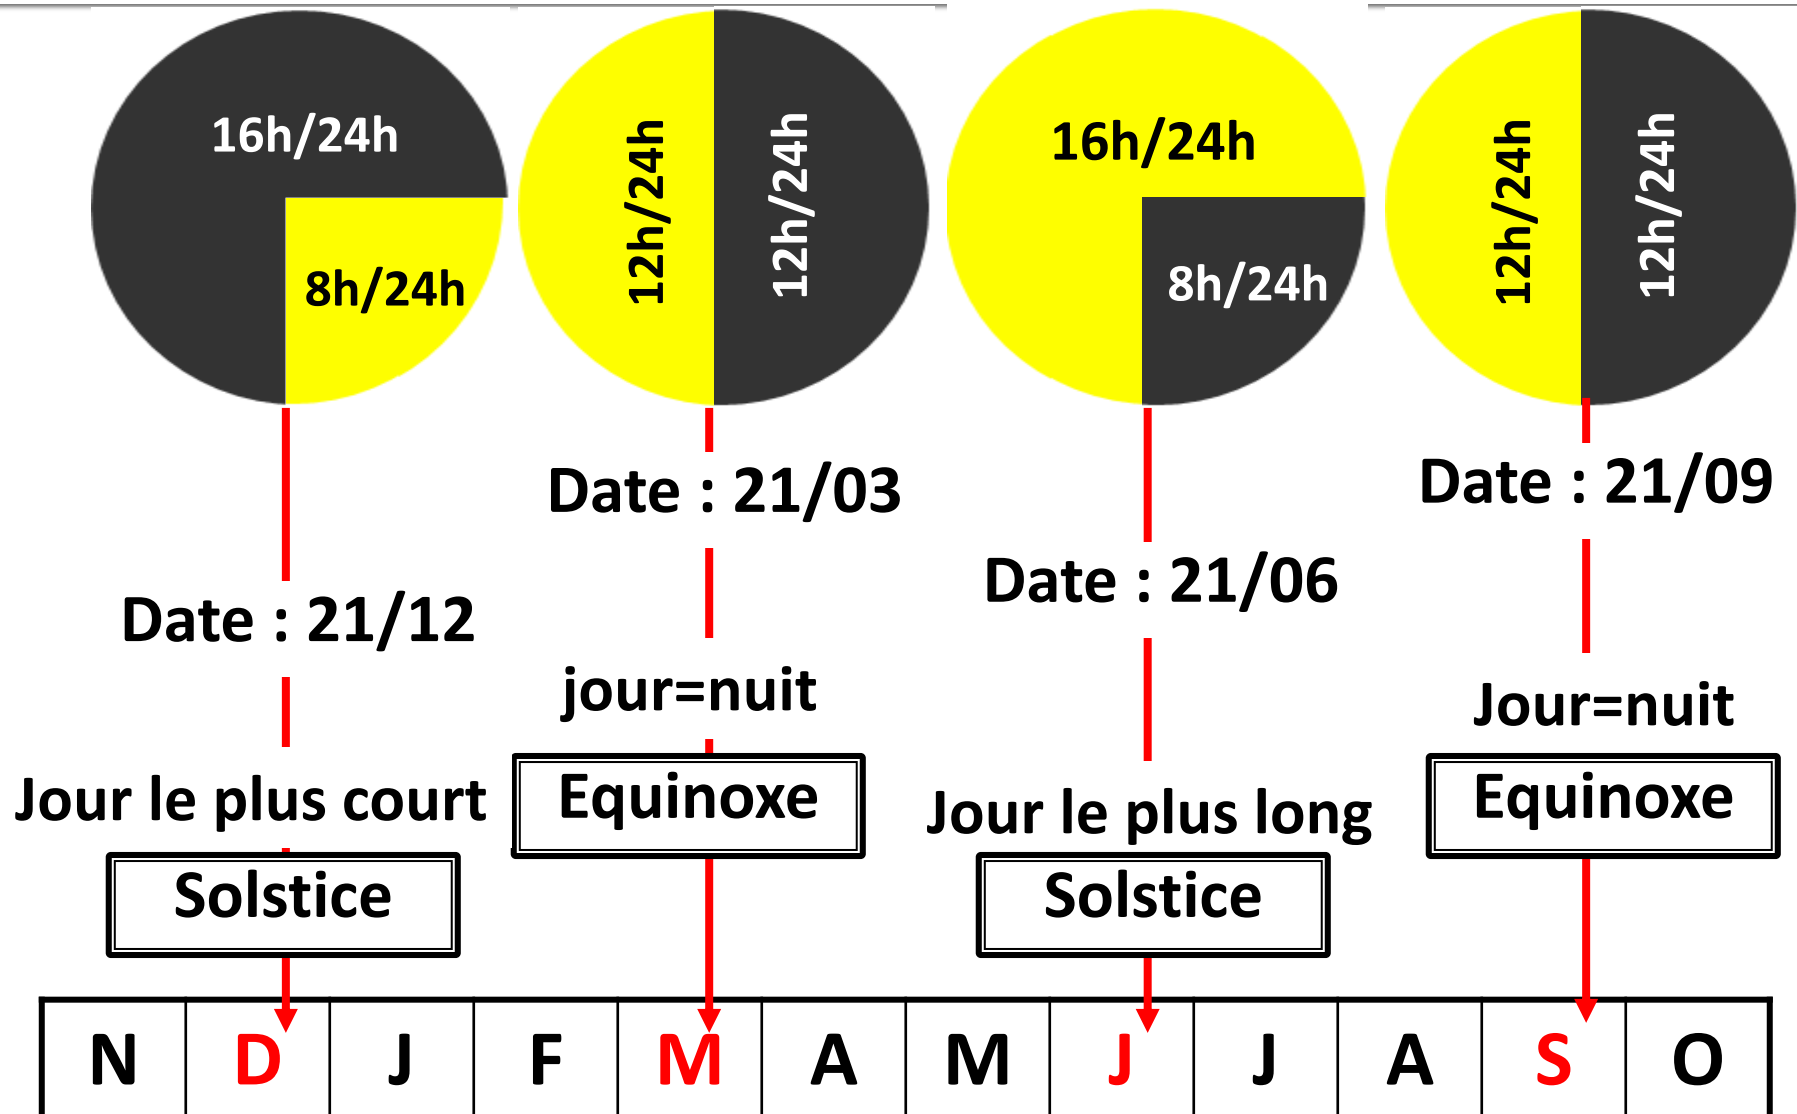 16h/24h
8h/24h
12h/24h
12h/24h
16h/24h
8h/24h
12h/24h
12h/24h
Date : 21/12
Jour le plus court
Solstice
Date : 21/03
jour=nuit
Equinoxe
Date : 21/06
Jour le plus long
Solstice
Date : 21/09
Jour=nuit
Equinoxe
N D J F M A M J J A S O